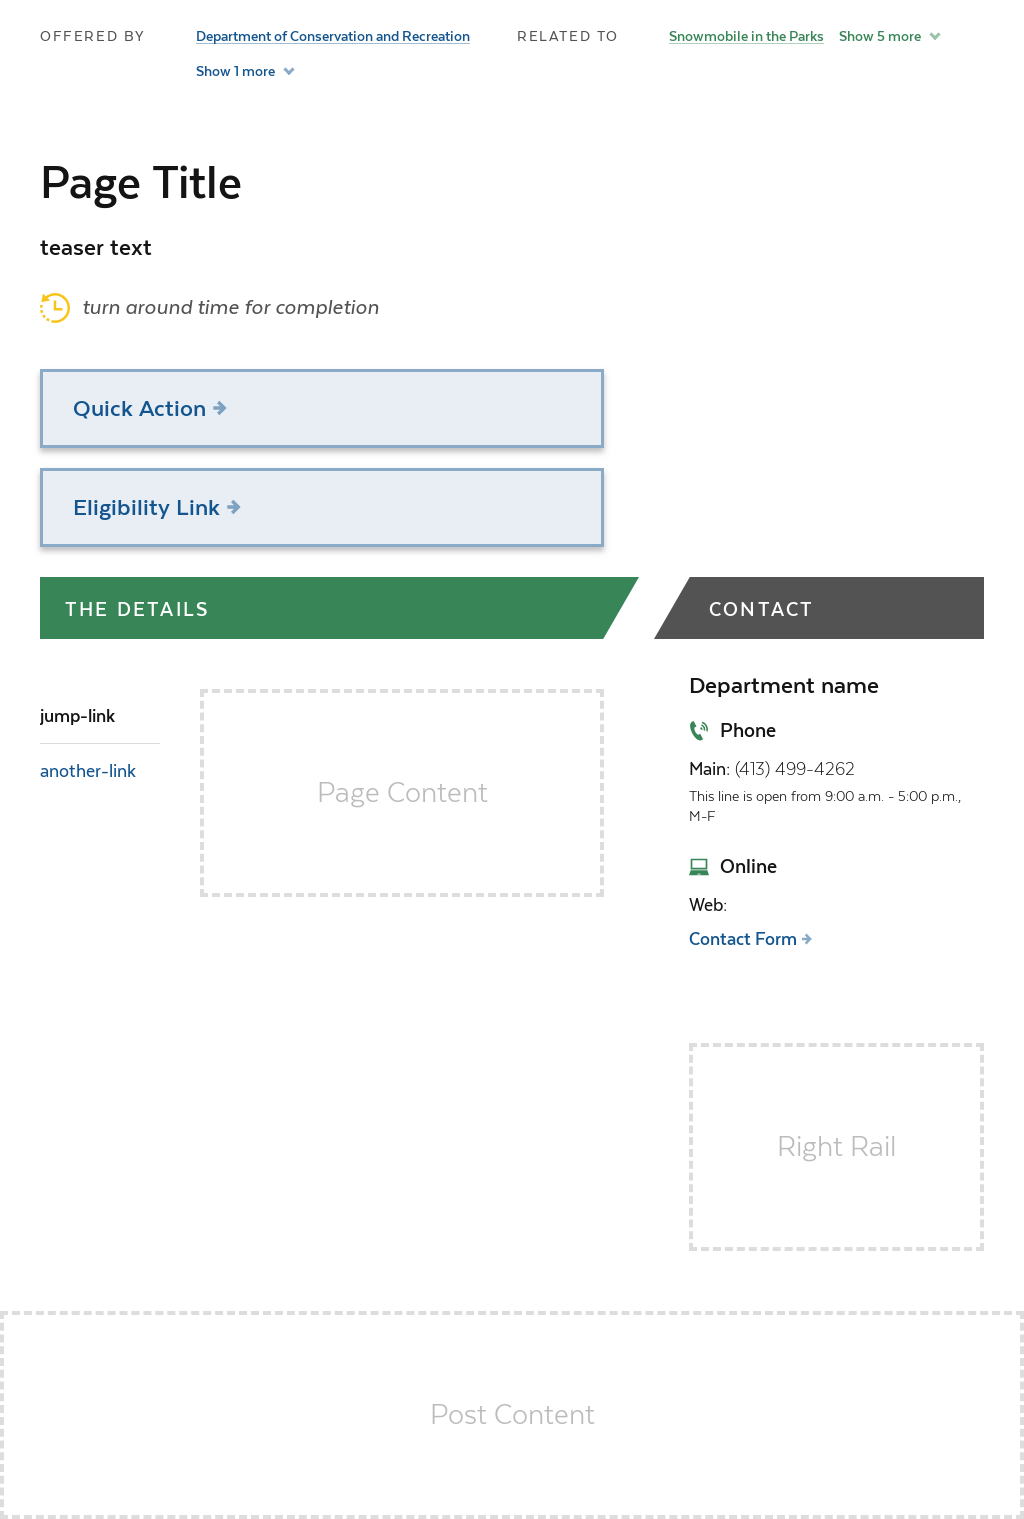 OFFERED BY
Department of Conservation and Recreation
Show 1 more
RELATED TO
Snowmobile in the Parks
Show 5 more
Page Title
teaser text
turn around time for completion
Quick Action
Eligibility Link
THE DETAILS
jump-link
another-link
Page Content
CONTACT
Department name
Phone
Main: (413) 499-4262
This line is open from 9:00 a.m. - 5:00 p.m.,
M-F
Online
Web:
Contact Form
Right Rail
Post Content